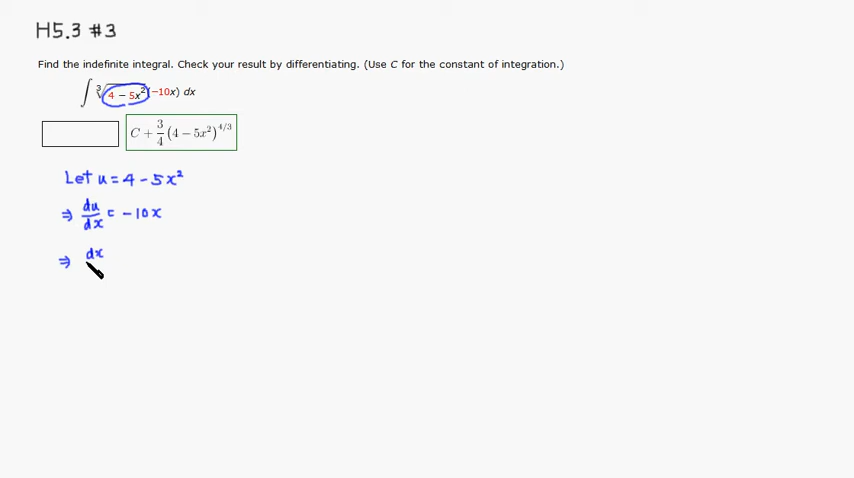 H5.3 #3
Find the indefinite integral. Check your result by differentiating. (Use C for the constant of integration.)
∫ ∛(4 − 5x²)(−10x) dx
C + 3/4 (4 − 5x²)^4/3
Let u = 4 - 5x²
⇒ du/dx = -10x
⇒ dx